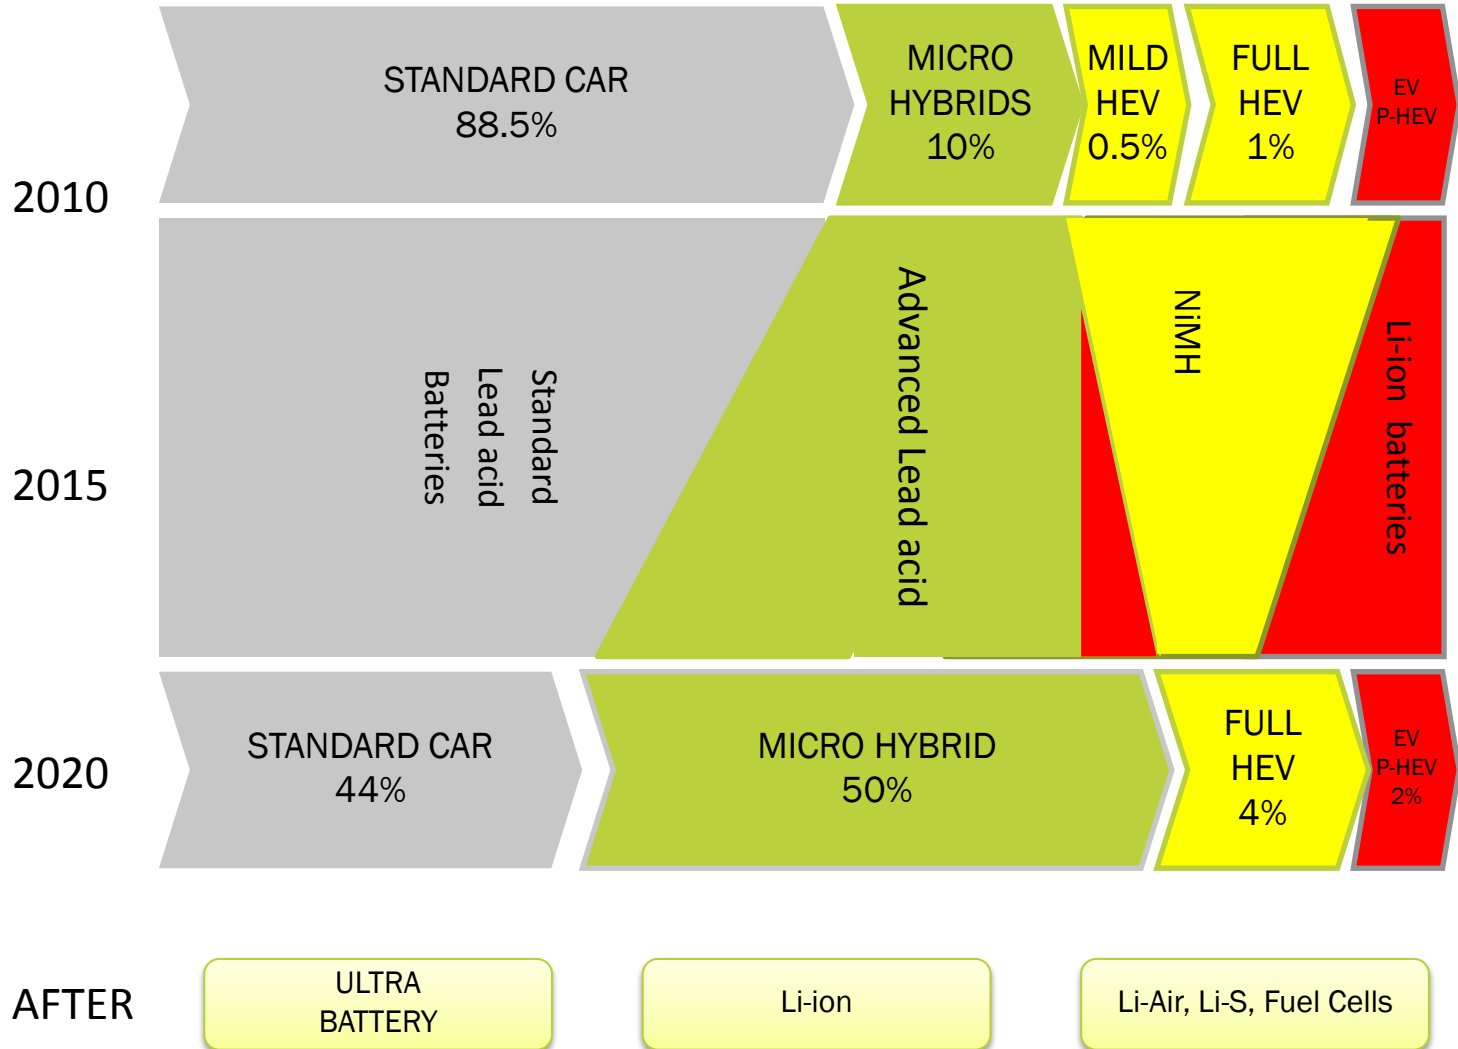 STANDARD CAR
88.5%
MICRO
HYBRIDS
10%
MILD
HEV
0.5%
FULL
HEV
1%
EV
P-HEV
2010
Standard
Lead acid
Batteries
Advanced Lead acid
NiMH
Li-ion batteries
2015
STANDARD CAR
44%
MICRO HYBRID
50%
FULL
HEV
4%
EV
P-HEV
2%
2020
AFTER
ULTRA
BATTERY
Li-ion
Li-Air, Li-S, Fuel Cells